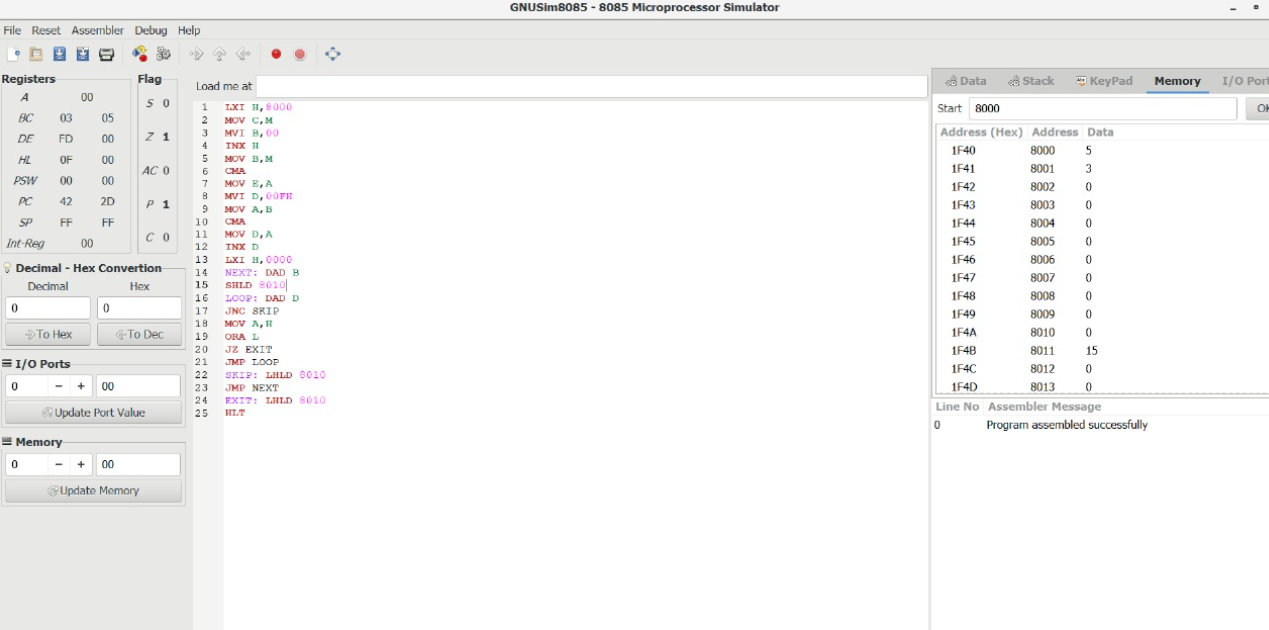 GNUSim8085 - 8085 Microprocessor Simulator
File Reset Assembler Debug Help
Registers
A 00
BC 03 05
DE FD 00
HL 0F 00
PSW 00 00
PC 42 2D
SP FF FF
Int-Reg 00
Flag
S 0
Z 1
AC 0
P 1
C 0
Decimal - Hex Convertion
Decimal Hex
0 0
To Hex To Dec
I/O Ports
0 - + 00
Update Port Value
Memory
0 - + 00
Update Memory
Load me at
1 LXI H,8000
2 MOV C,M
3 MVI B,00
4 INX H
5 MOV B,M
6 CMA
7 MOV E,A
8 MVI D,00FH
9 MOV A,B
10 CMA
11 MOV D,A
12 INX D
13 LXI H,0000
14 NEXT: DAD B
15 SHLD 8010
16 LOOP: DAD D
17 JNC SKIP
18 MOV A,H
19 ORA L
20 JZ EXIT
21 JMP LOOP
22 SKIP: LHLD 8010
23 JMP NEXT
24 EXIT: LHLD 8010
25 HLT
Data Stack KeyPad Memory I/O Port
Start 8000 OK
Address (Hex) Address Data
1F40 8000 5
1F41 8001 3
1F42 8002 0
1F43 8003 0
1F44 8004 0
1F45 8005 0
1F46 8006 0
1F47 8007 0
1F48 8008 0
1F49 8009 0
1F4A 8010 0
1F4B 8011 15
1F4C 8012 0
1F4D 8013 0
Line No Assembler Message
0 Program assembled successfully